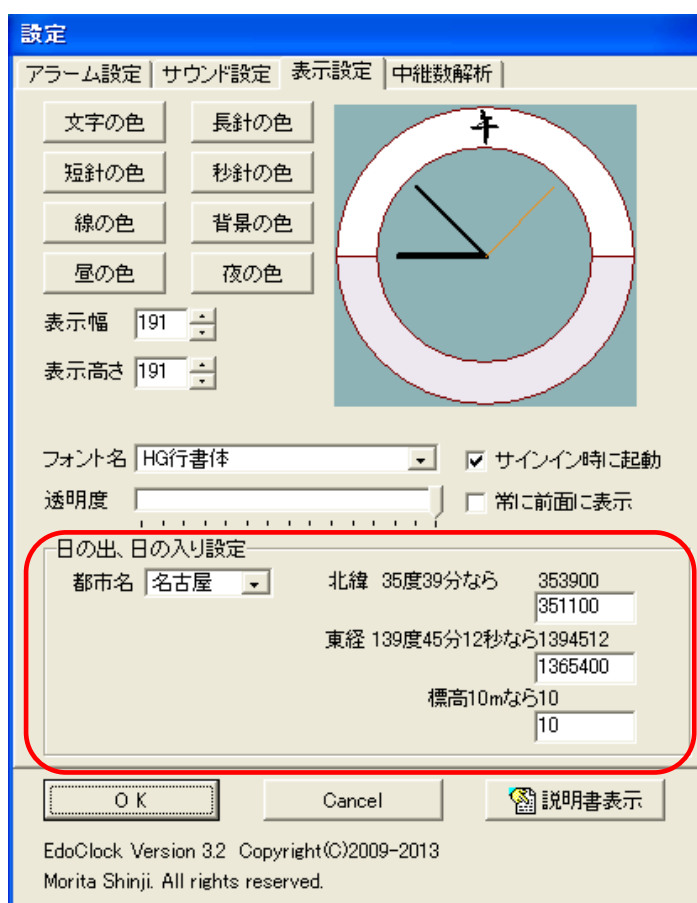 設定
アラーム設定 サウンド設定 表示設定 中継数解析
文字の色 長針の色
短針の色 秒針の色
線の色 背景の色
昼の色 夜の色
午
表示幅 191
表示高さ 191
フォント名 HG行書体 サインイン時に起動
透明度 常に前面に表示
日の出、日の入り設定
都市名 名古屋 北緯 35度39分なら 353900
351100
東経 139度45分12秒なら1394512
1365400
標高10mなら10
10
OK Cancel 説明書表示
EdoClock Version 3.2 Copyright(C)2009-2013
Morita Shinji. All rights reserved.